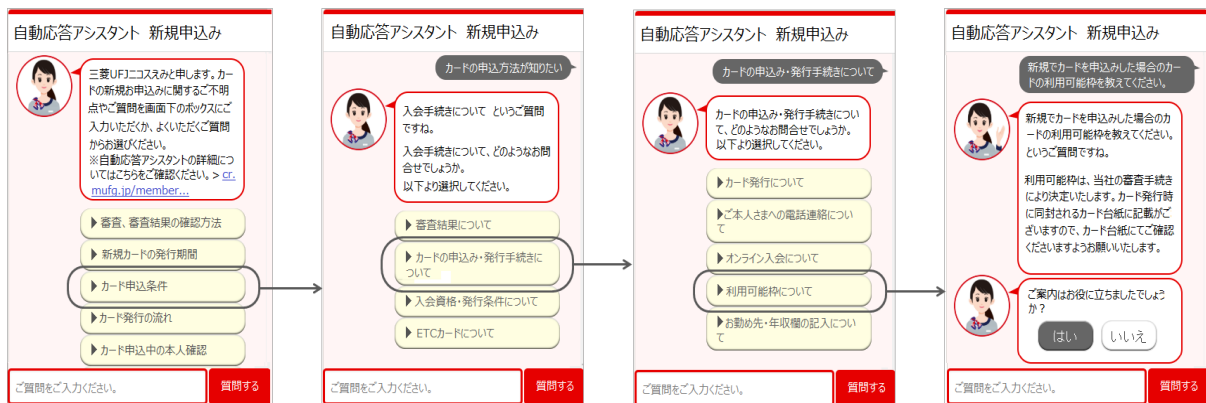 自動応答アシスタント 新規申込み
三菱UFJニコスえみと申します。カー
ドの新規お申込みに関するご不明
点やご質問を画面下のボックスにご
入力いただくか、よくいただくご質問
からお選びください。
※自動応答アシスタントの詳細につ
いてはこちらをご確認ください。> cr.
mufg.jp/member...
▶審査、審査結果の確認方法
▶新規カードの発行期間
▶カード申込条件
▶カード発行の流れ
▶カード申込中の本人確認
ご質問をご入力ください。
質問する
自動応答アシスタント 新規申込み
カードの申込方法が知りたい
入会手続きについて というご質問
ですね。
入会手続きについて、どのようなお問
合せでしょうか。
以下より選択してください。
▶審査結果について
▶カードの申込み・発行手続きに
ついて
▶入会資格・発行条件について
▶ETCカードについて
ご質問をご入力ください。
質問する
自動応答アシスタント 新規申込み
カードの申込み・発行手続きについて
カードの申込み・発行手続きについ
て、どのようなお問合せでしょうか。
以下より選択してください。
▶カード発行について
▶ご本人さまへの電話連絡につい
て
▶オンライン入会について
▶利用可能枠について
▶お勤め先・年収欄の記入につい
て
ご質問をご入力ください。
質問する
自動応答アシスタント 新規申込み
新規でカードを申込みした場合のカー
ドの利用可能枠を教えてください。
新規でカードを申込みした場合のカ
ードの利用可能枠を教えてください。
というご質問ですね。
利用可能枠は、当社の審査手続き
により決定いたします。カード発行時
に同封されるカード台紙に記載がご
ざいますので、カード台紙にてご確認
くださいますようお願いいたします。
ご案内はお役に立ちましたでしょう
か?
はい
いいえ
ご質問をご入力ください。
質問する